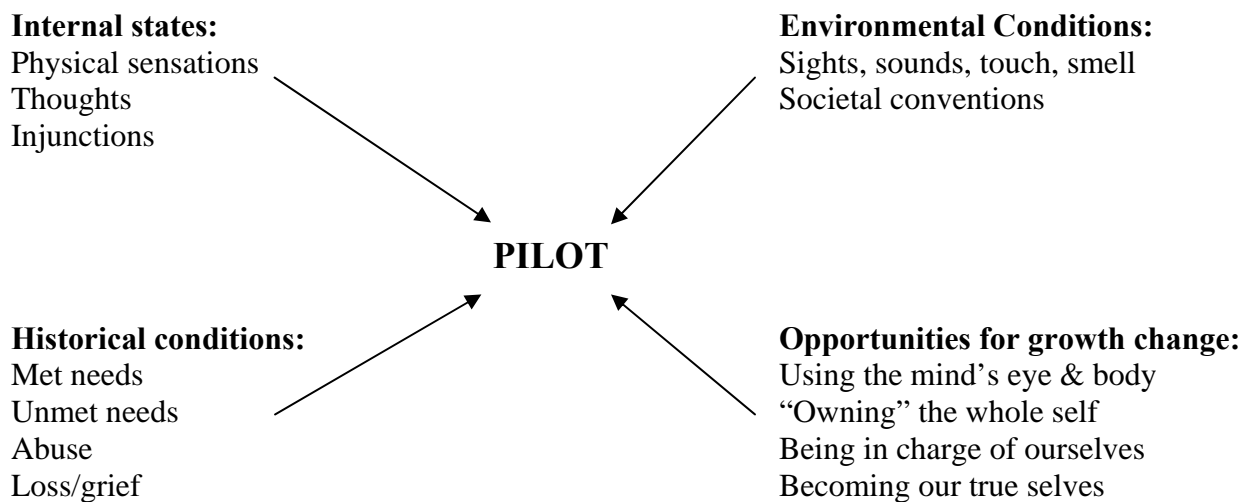 Internal states:
Physical sensations
Thoughts
Injunctions
Environmental Conditions:
Sights, sounds, touch, smell
Societal conventions
PILOT
Historical conditions:
Met needs
Unmet needs
Abuse
Loss/grief
Opportunities for growth change:
Using the mind’s eye & body
“Owning” the whole self
Being in charge of ourselves
Becoming our true selves